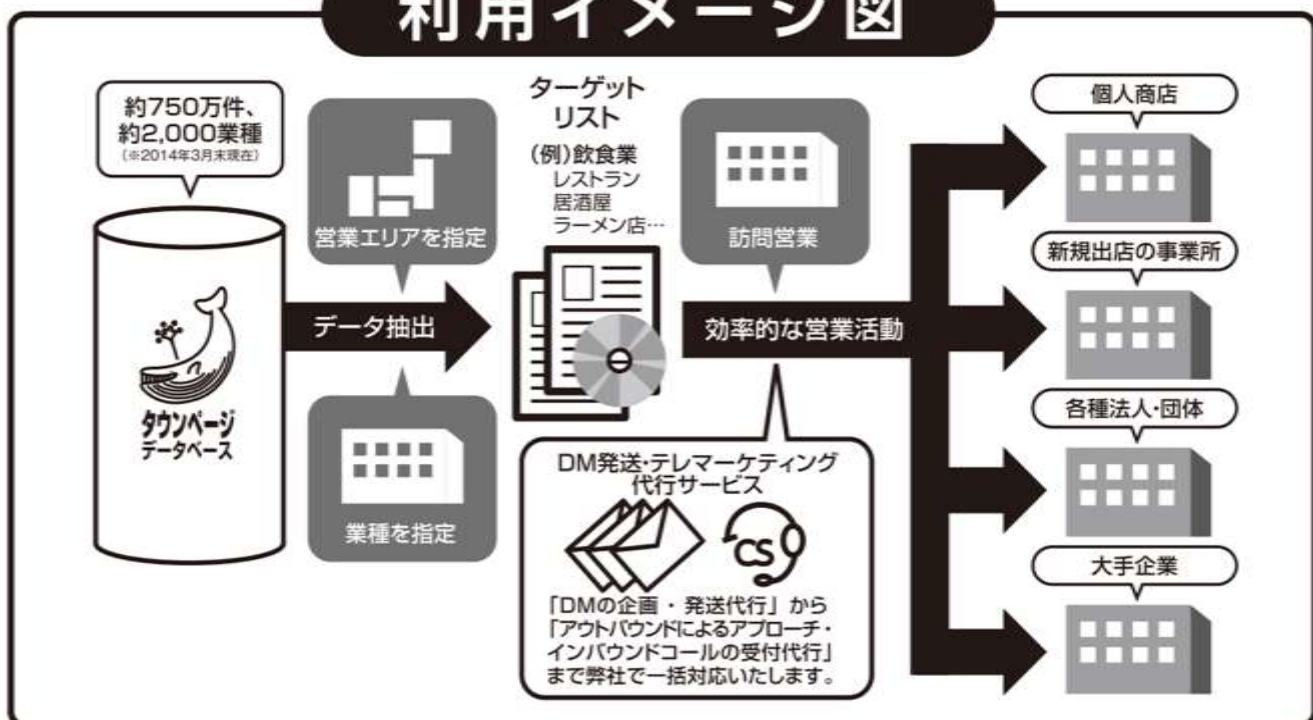 利用イメージ図
約750万件、
約2,000業種
(※2014年3月末現在)
タウンページ
データベース
営業エリアを指定
データ抽出
業種を指定
ターゲット
リスト
(例)飲食業
レストラン
居酒屋
ラーメン店…
訪問営業
効率的な営業活動
DM発送・テレマーケティング
代行サービス
CS
「DMの企画・発送代行」から
「アウトバウンドによるアプローチ・
インバウンドコールの受付代行」
まで弊社で一括対応いたします。
個人商店
新規出店の事業所
各種法人・団体
大手企業